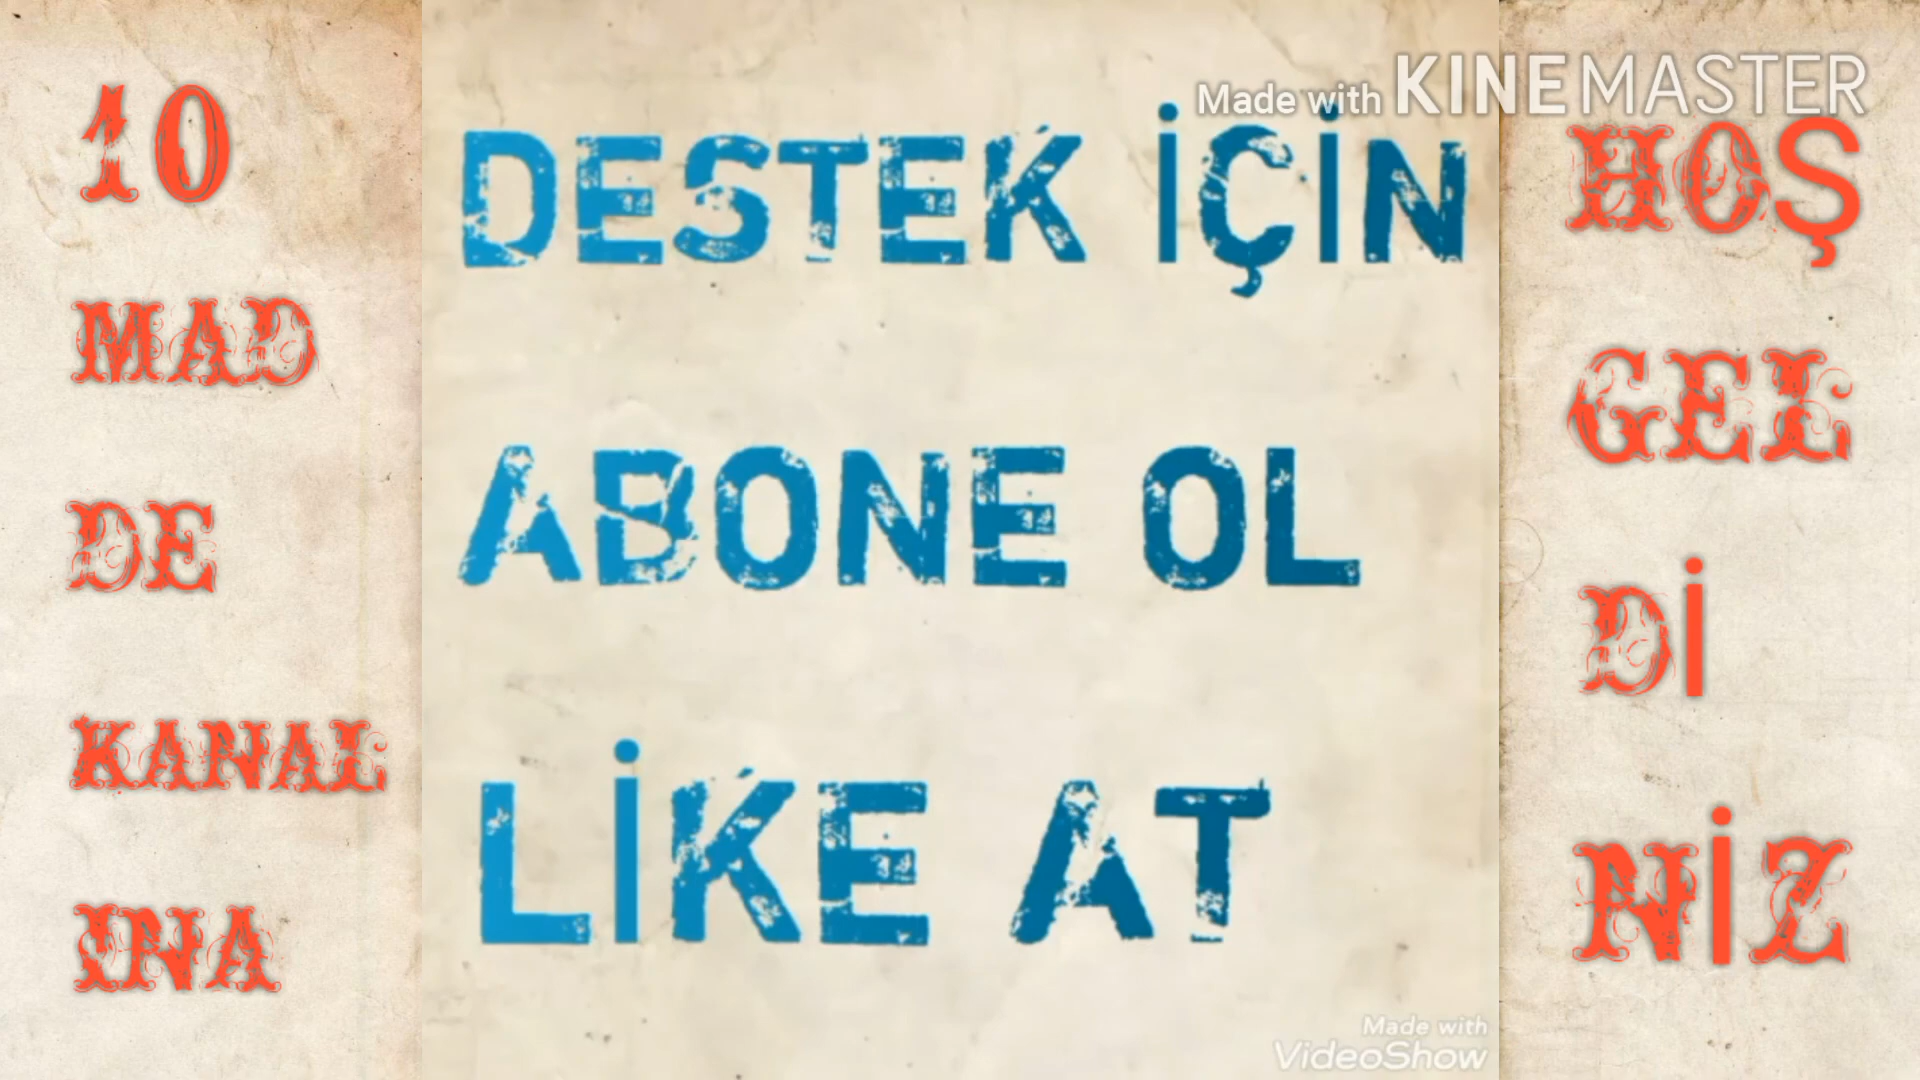 10
MAD
DE
KANAL
INA
DESTEK İÇİN
ABONE OL
LİKE AT
Made with KINEMASTER
HOŞ
GEL
Dİ
NİZ
Made with
VideoShow